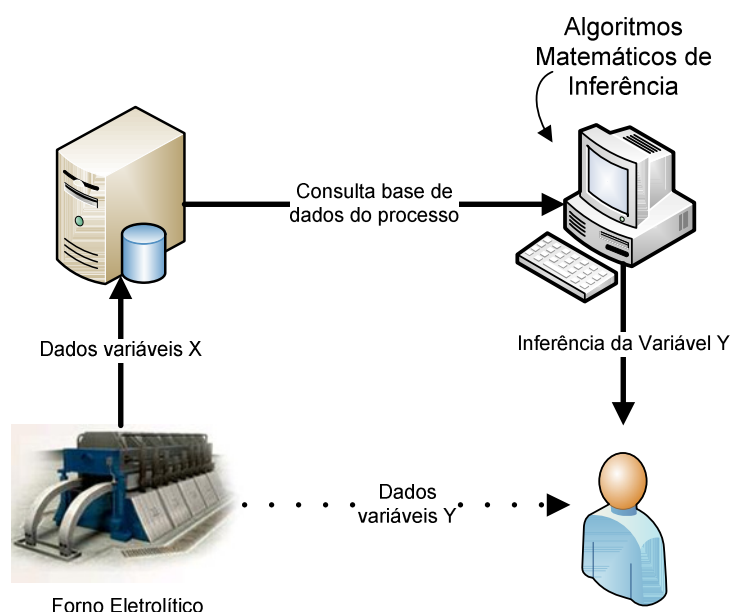 Algoritmos
Matemáticos de
Inferência
Consulta base de
dados do processo
Dados variáveis X
Inferência da Variável Y
Dados
variáveis Y
Forno Eletrolítico